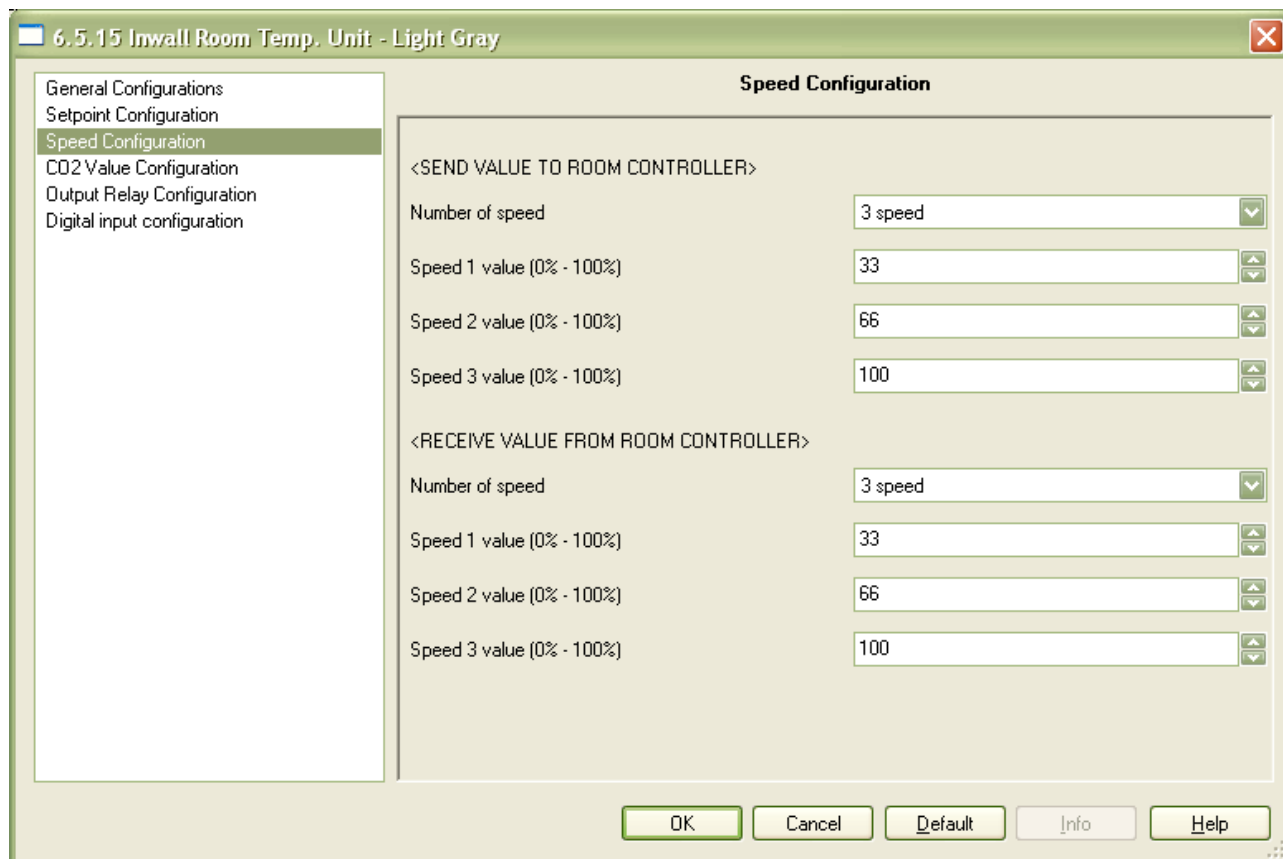 6.5.15 Inwall Room Temp. Unit - Light Gray
General Configurations
Setpoint Configuration
Speed Configuration
CO2 Value Configuration
Output Relay Configuration
Digital input configuration
Speed Configuration
<SEND VALUE TO ROOM CONTROLLER>
Number of speed 3 speed
Speed 1 value (0% - 100%) 33
Speed 2 value (0% - 100%) 66
Speed 3 value (0% - 100%) 100
<RECEIVE VALUE FROM ROOM CONTROLLER>
Number of speed 3 speed
Speed 1 value (0% - 100%) 33
Speed 2 value (0% - 100%) 66
Speed 3 value (0% - 100%) 100
OK Cancel Default Info Help